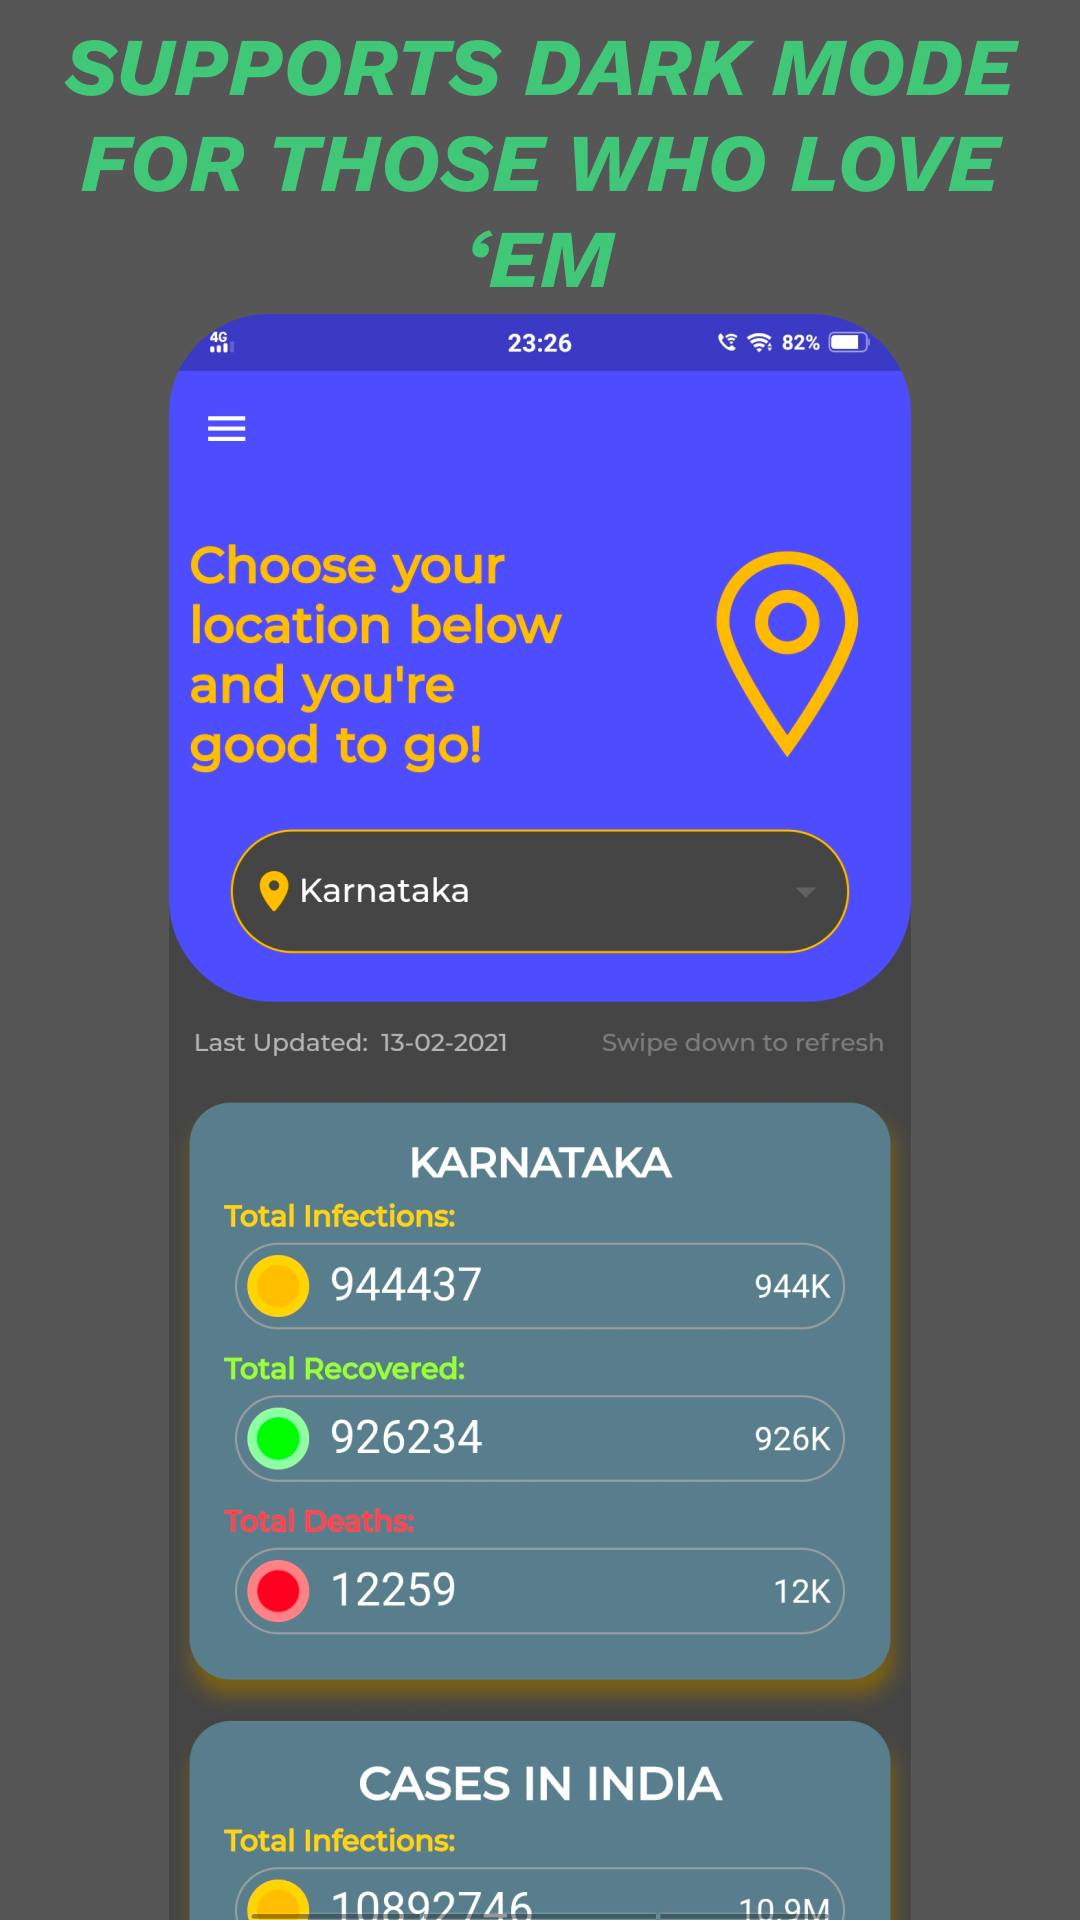 SUPPORTS DARK MODE
FOR THOSE WHO LOVE
‘EM
4G 23:26 82%
Choose your
location below
and you're
good to go!
Karnataka
Last Updated: 13-02-2021 Swipe down to refresh
KARNATAKA
Total Infections:
944437 944K
Total Recovered:
926234 926K
Total Deaths:
12259 12K
CASES IN INDIA
Total Infections:
10892746 10.9M